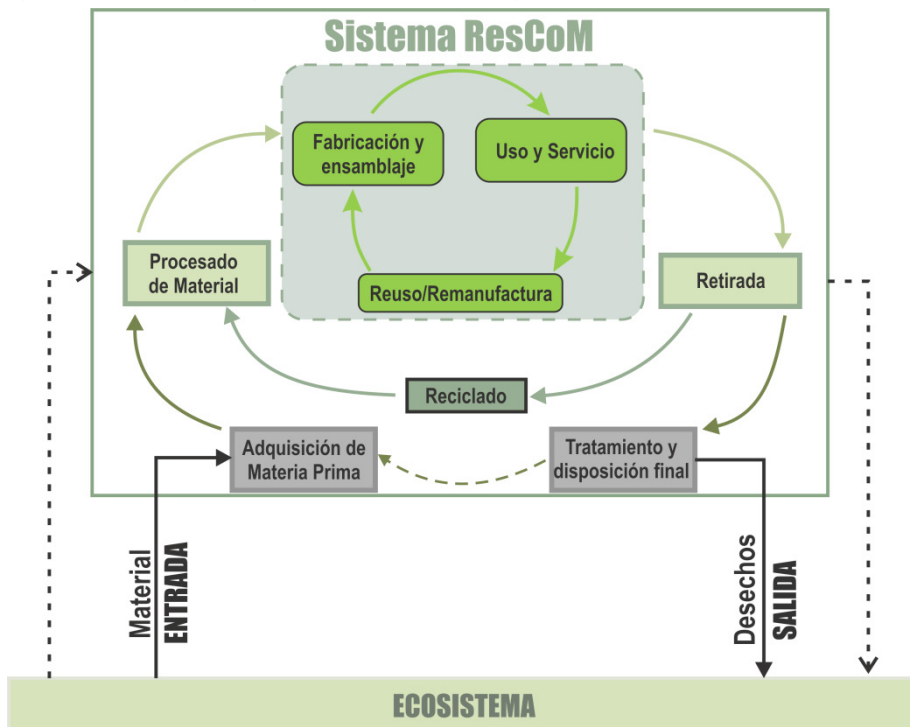 Sistema ResCoM
Fabricación y
ensamblaje
Uso y Servicio
Reuso/Remanufactura
Procesado
de Material
Retirada
Reciclado
Adquisición de
Materia Prima
Tratamiento y
disposición final
Material
ENTRADA
Desechos
SALIDA
ECOSISTEMA